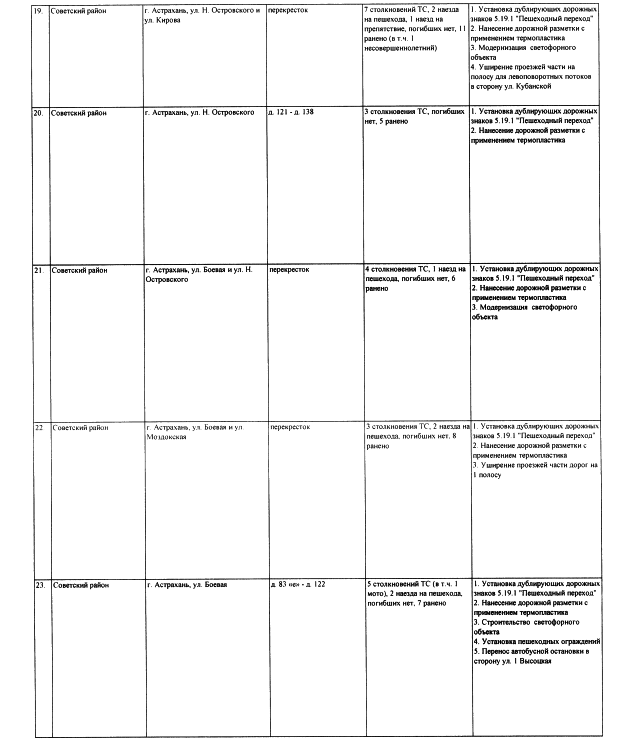 19. Советский район г. Астрахань, ул. Н. Островского и ул. Кирова перекресток
7 столкновений ТС, 2 наезда
на пешехода, 1 наезд на
препятствие, погибших нет, 11
ранено (в т.ч. 1
несовершеннолетний)
1. Установка дублирующих дорожных
знаков 5.19.1 "Пешеходный переход"
2. Нанесение дорожной разметки с
применением термопластика
3. Модернизация светофорного
объекта
4. Уширение проезжей части на
полосу для левоповоротных потоков
в сторону ул. Кубанской
20. Советский район г. Астрахань, ул. Н. Островского д. 121 - д. 138
3 столкновения ТС, погибших
нет, 5 ранено
1. Установка дублирующих дорожных
знаков 5.19.1 "Пешеходный переход"
2. Нанесение дорожной разметки с
применением термопластика
21. Советский район г. Астрахань, ул. Боевая и ул. Н.
Островского
перекресток
4 столкновения ТС, 1 наезд на
пешехода, погибших нет, 6
ранено
1. Установка дублирующих дорожных
знаков 5.19.1 "Пешеходный переход"
2. Нанесение дорожной разметки с
применением термопластика
3. Модернизация светофорного
объекта
22 Советский район г. Астрахань, ул. Боевая и ул.
Моздокская
перекресток
3 столкновения ТС, 2 наезда на
пешехода, погибших нет, 8
ранено
1. Установка дублирующих дорожных
знаков 5.19.1 "Пешеходный переход"
2. Нанесение дорожной разметки с
применением термопластика
3. Уширение проезжей части дорог на
1 полосу
23. Советский район г. Астрахань, ул. Боевая д. 83 - д. 122
5 столкновений ТС (в т.ч. 1
мото), 2 наезда на пешехода,
погибших нет, 7 ранено
1. Установка дублирующих дорожных
знаков 5.19.1 "Пешеходный переход"
2. Нанесение дорожной разметки с
применением термопластика
3. Строительство светофорного
объекта
4. Установка пешеходных ограждений
5. Перенос автобусной остановки в
сторону ул. 1 Высоцкая